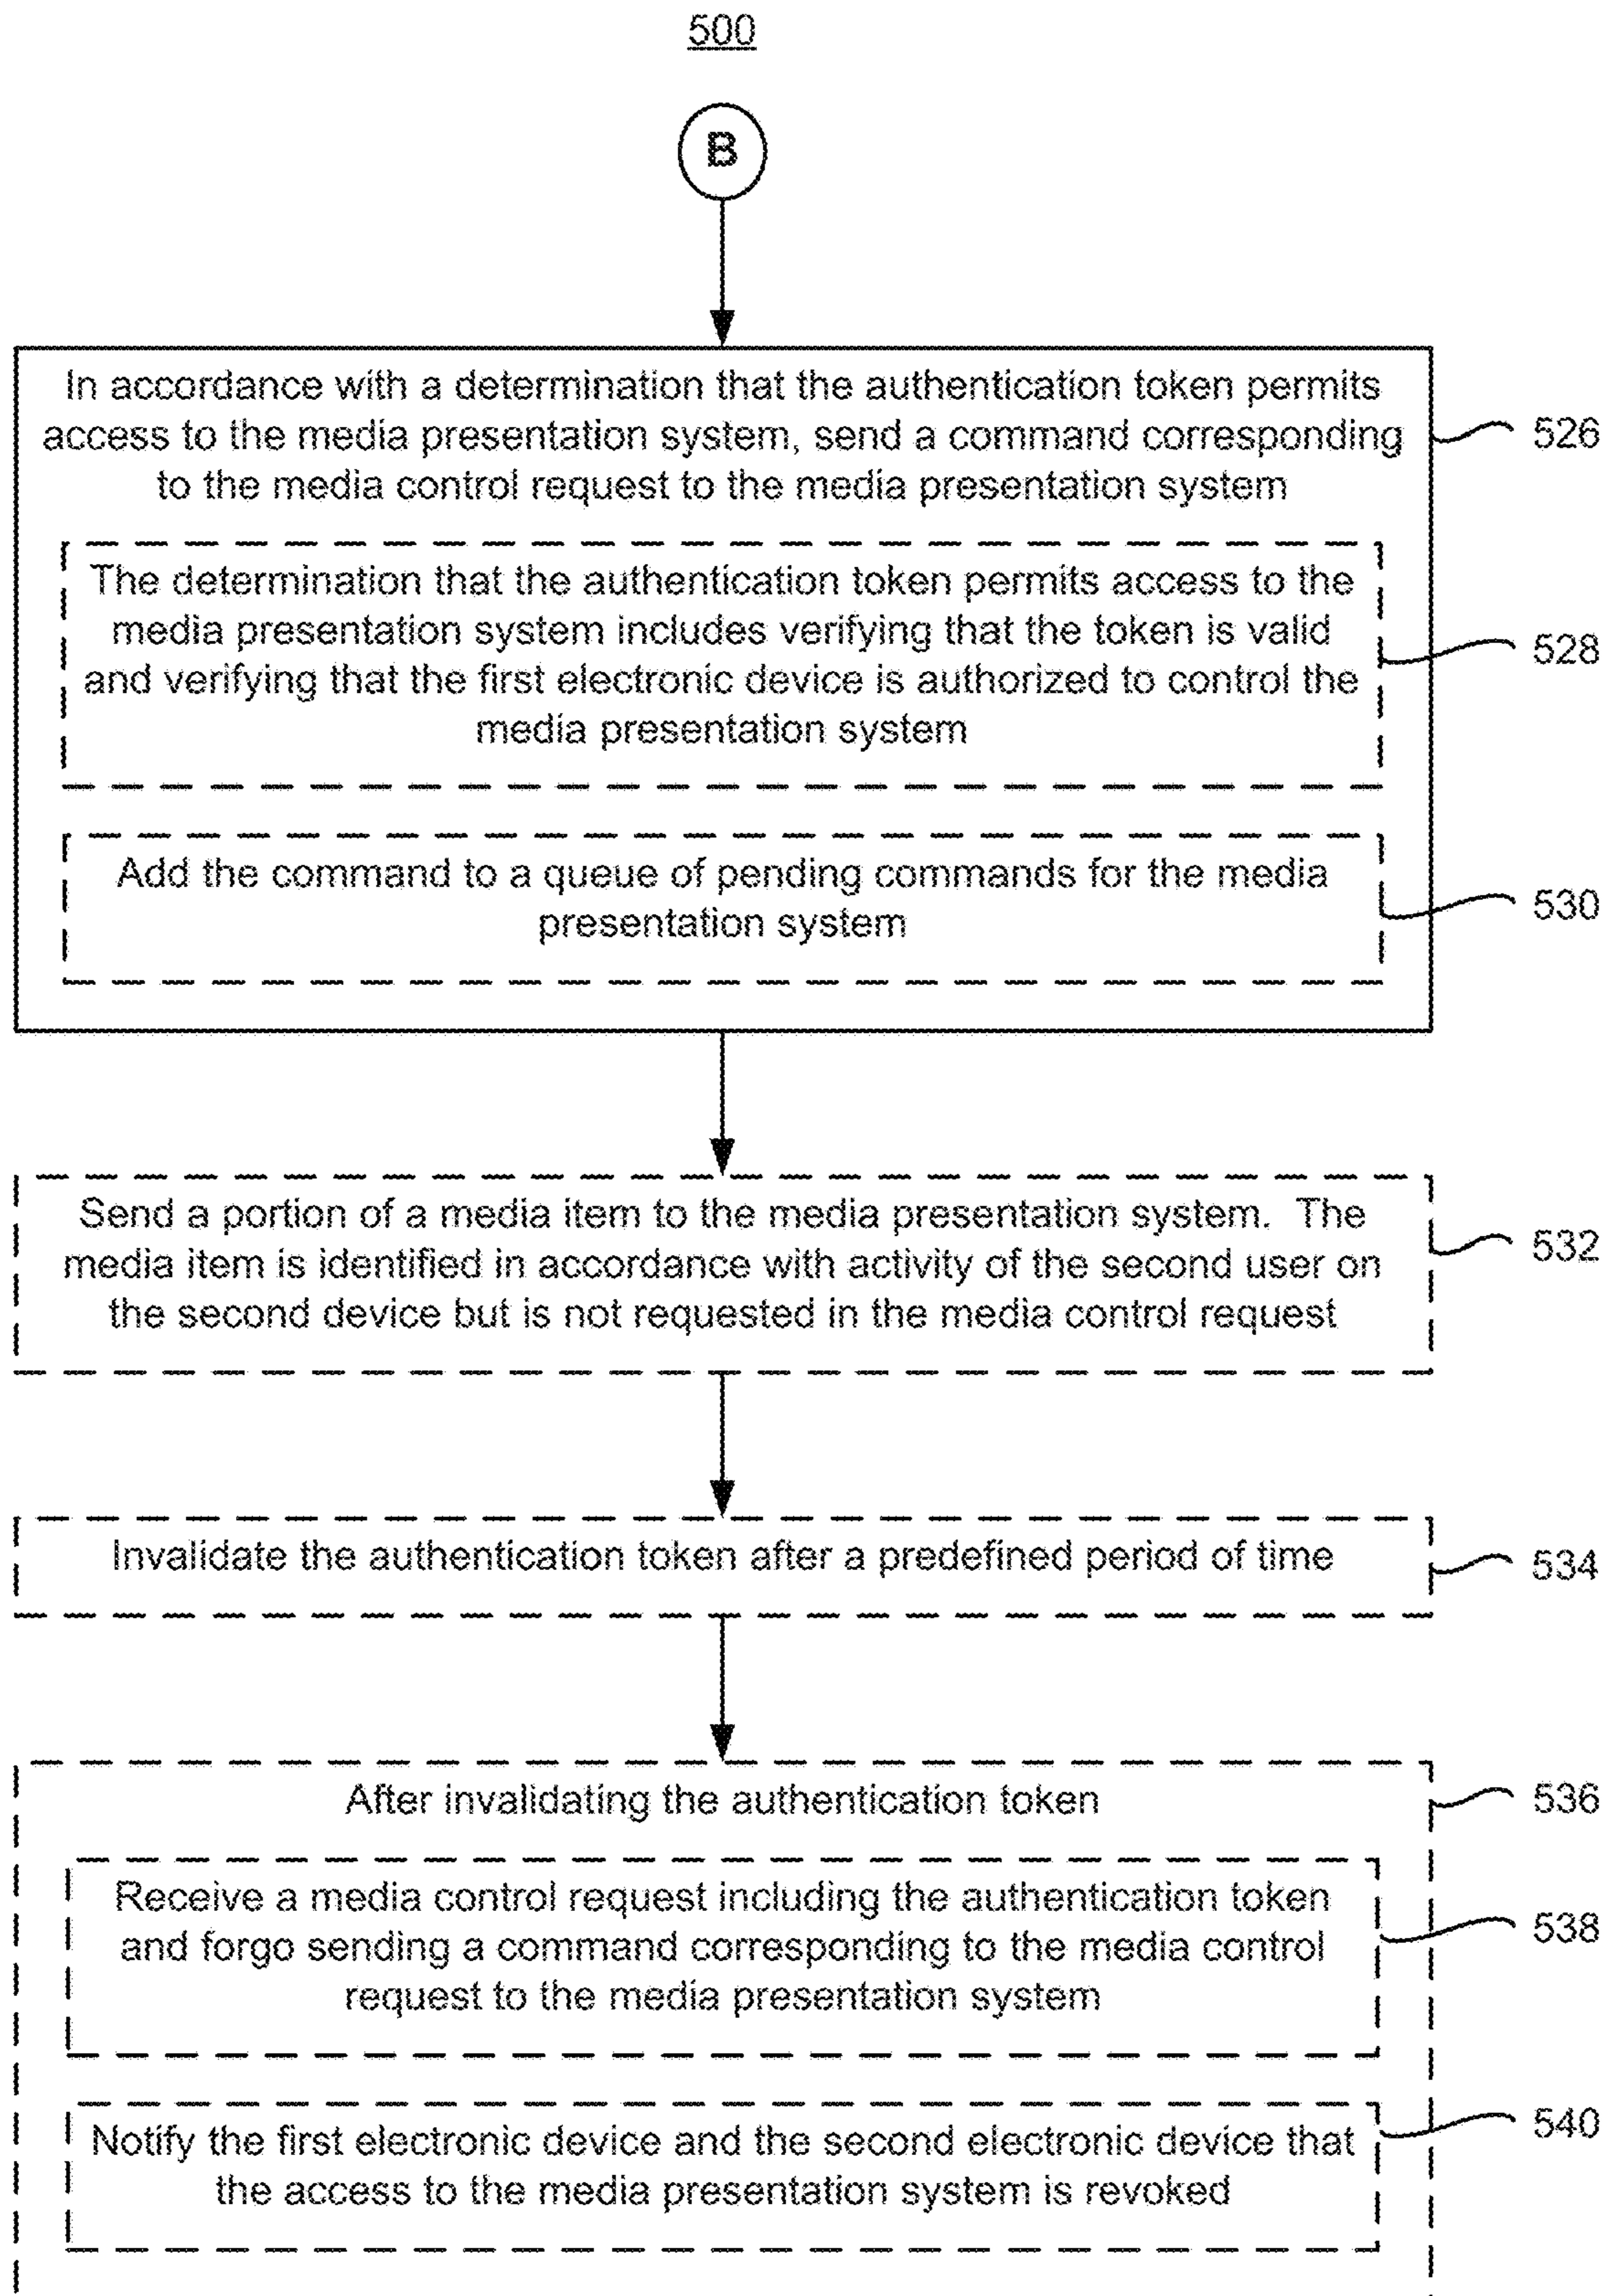 500
B
In accordance with a determination that the authentication token permits
access to the media presentation system, send a command corresponding
to the media control request to the media presentation system
526
The determination that the authentication token permits access to the
media presentation system includes verifying that the token is valid
and verifying that the first electronic device is authorized to control the
media presentation system
528
Add the command to a queue of pending commands for the media
presentation system
530
Send a portion of a media item to the media presentation system.  The
media item is identified in accordance with activity of the second user on
the second device but is not requested in the media control request
532
Invalidate the authentication token after a predefined period of time
534
After invalidating the authentication token
536
Receive a media control request including the authentication token
and forgo sending a command corresponding to the media control
request to the media presentation system
538
Notify the first electronic device and the second electronic device that
the access to the media presentation system is revoked
540